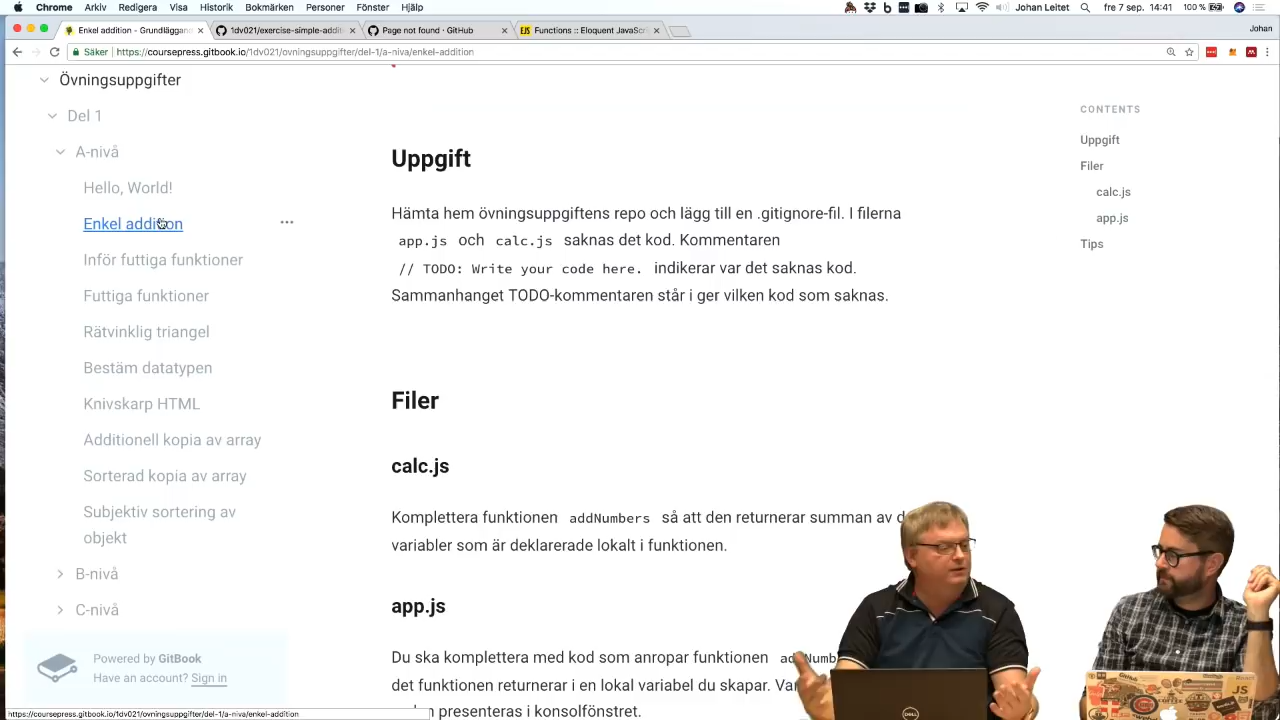 Chrome Arkiv Redigera Visa Historik Bokmärken Personer Fönster Hjälp 100 % fre 7 sep. 14:41 Johan Leitet
Enkel addition - Grundläggand × 1dv021/exercise-simple-additi × Page not found · GitHub × EJS Functions :: Eloquent JavaScri × Johan
Säker https://coursepress.gitbook.io/1dv021/ovningsuppgifter/del-1/a-niva/enkel-addition
Övningsuppgifter
Del 1
A-nivå
Hello, World!
Enkel addition
Inför futtiga funktioner
Futtiga funktioner
Rätvinklig triangel
Bestäm datatypen
Knivskarp HTML
Additionell kopia av array
Sorterad kopia av array
Subjektiv sortering av
objekt
B-nivå
C-nivå
Powered by GitBook
Have an account? Sign in
https://coursepress.gitbook.io/1dv021/ovningsuppgifter/del-1/a-niva/enkel-addition
Uppgift
Hämta hem övningsuppgiftens repo och lägg till en .gitignore-fil. I filerna
app.js och calc.js saknas det kod. Kommentaren
// TODO: Write your code here. indikerar var det saknas kod.
Sammanhanget TODO-kommentaren står i ger vilken kod som saknas.
Filer
calc.js
Komplettera funktionen addNumbers så att den returnerar summan av d
variabler som är deklarerade lokalt i funktionen.
app.js
Du ska komplettera med kod som anropar funktionen addNumb
det funktionen returnerar i en lokal variabel du skapar. Var
n presenteras i konsolfönstret.
CONTENTS
Uppgift
Filer
calc.js
app.js
Tips
DELL
JS